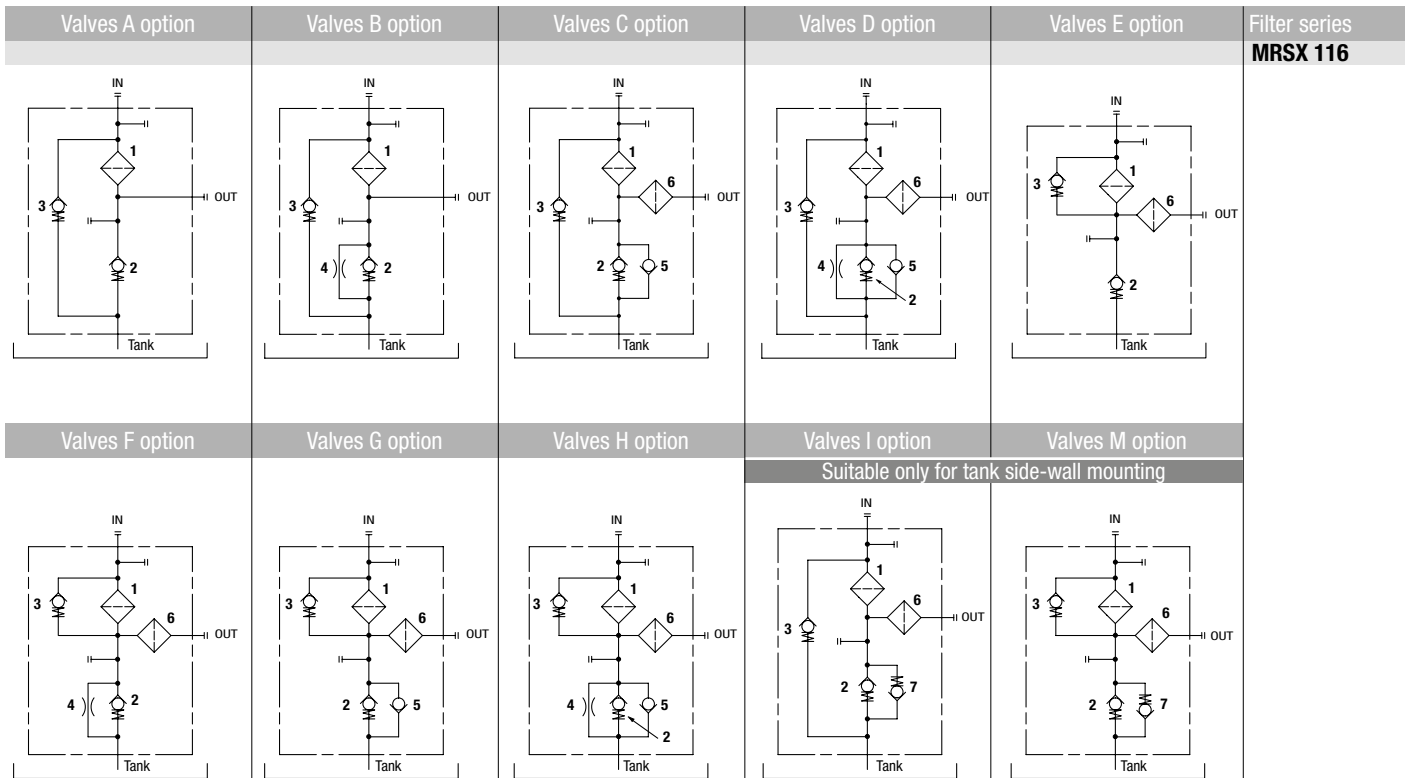 Valves A option Valves B option Valves C option Valves D option Valves E option Filter series
MRSX 116
IN IN IN IN IN
1 1 1 1 1
3 3 3 3 3
6 6 6
OUT OUT OUT OUT OUT
2 4 2 2 5 4 5 2 2
Tank Tank Tank Tank Tank
Valves F option Valves G option Valves H option Valves I option Valves M option
Suitable only for tank side-wall mounting
IN IN IN IN IN
1 1 1 1 1
3 3 3 3 3
6 6 6 6 6
OUT OUT OUT OUT OUT
4 2 2 5 4 5 2 2 7 2 7
Tank Tank Tank Tank Tank